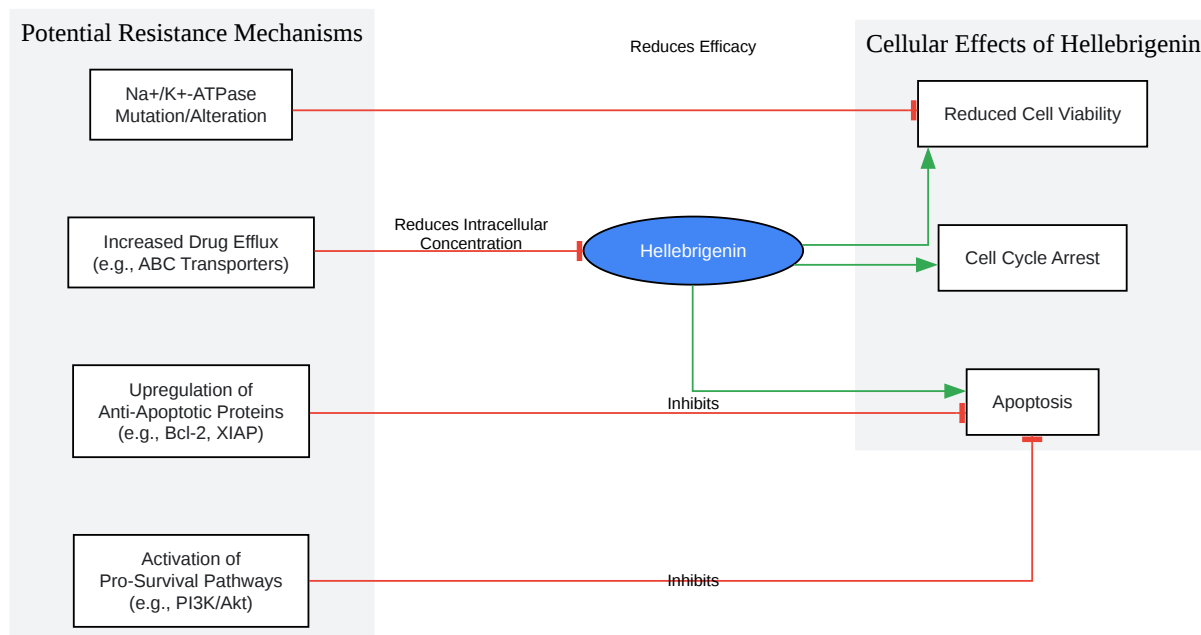 Potential Resistance Mechanisms
Na+/K+-ATPase
Mutation/Alteration
Increased Drug Efflux
(e.g., ABC Transporters)
Upregulation of
Anti-Apoptotic Proteins
(e.g., Bcl-2, XIAP)
Activation of
Pro-Survival Pathways
(e.g., PI3K/Akt)
Reduces Efficacy
Reduces Intracellular
Concentration
Hellebrigenin
Inhibits
Inhibits
Cellular Effects of Hellebrigenin
Reduced Cell Viability
Cell Cycle Arrest
Apoptosis